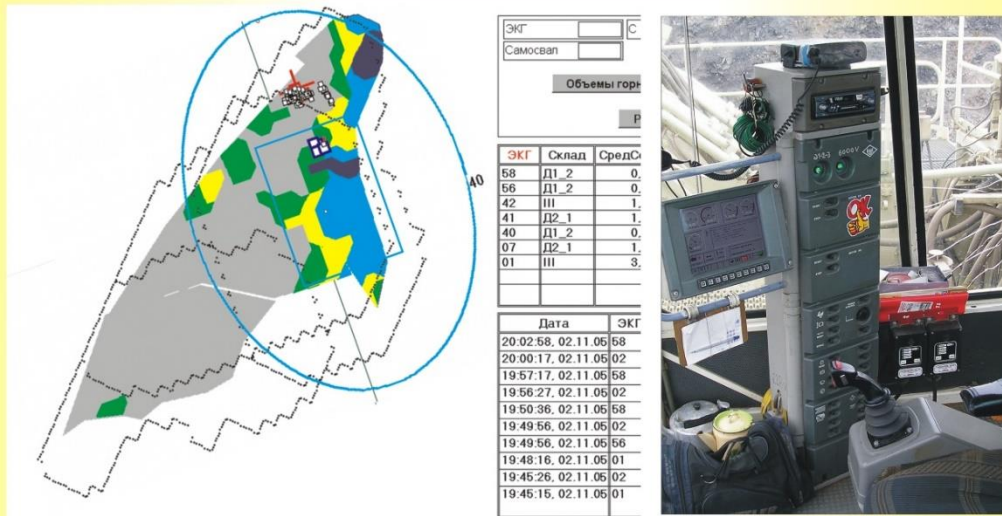 40
ЭКГ С
Самосвал
Объемы горн
Р
ЭКГ Склад СредСо
58 Д1_2 0,
56 Д1_2 0,
42 III 1,
41 Д2_1 1,
40 Д1_2 0,
07 Д2_1 1,
01 III 3,
Дата ЭКГ
20:02:58, 02.11.05 58
20:00:17, 02.11.05 02
19:57:17, 02.11.05 58
19:56:27, 02.11.05 02
19:50:36, 02.11.05 58
19:49:56, 02.11.05 02
19:49:56, 02.11.05 56
19:48:16, 02.11.05 01
19:45:26, 02.11.05 02
19:45:15, 02.11.05 01
6000V